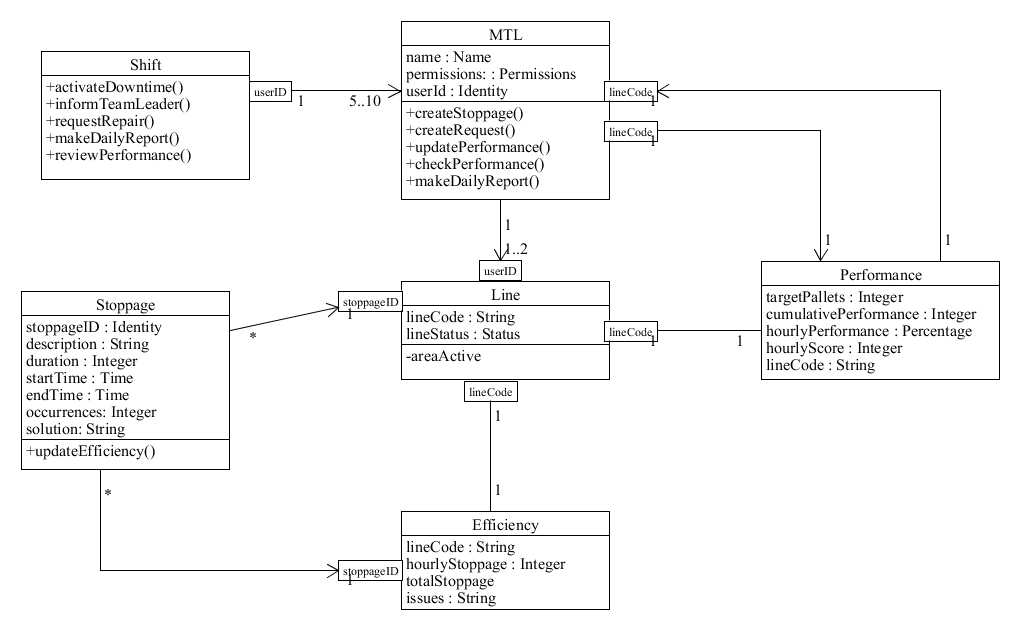 MTL
name : Name
permissions: : Permissions
userId : Identity
+createStoppage()
+createRequest()
+updatePerformance()
+checkPerformance()
+makeDailyReport()
Shift
+activateDowntime()
+informTeamLeader()
+requestRepair()
+makeDailyReport()
+reviewPerformance()
userID
1
5..10
lineCode
1
lineCode
1
1
1
1
1..2
userID
Performance
targetPallets : Integer
cumulativePerformance : Integer
hourlyPerformance : Percentage
hourlyScore : Integer
lineCode : String
Stoppage
stoppageID : Identity
description : String
duration : Integer
startTime : Time
endTime : Time
occurrences: Integer
solution: String
+updateEfficiency()
*
stoppageID
1
Line
lineCode : String
lineStatus : Status
-areaActive
lineCode
1
1
lineCode
1
1
*
stoppageID
1
Efficiency
lineCode : String
hourlyStoppage : Integer
totalStoppage
issues : String